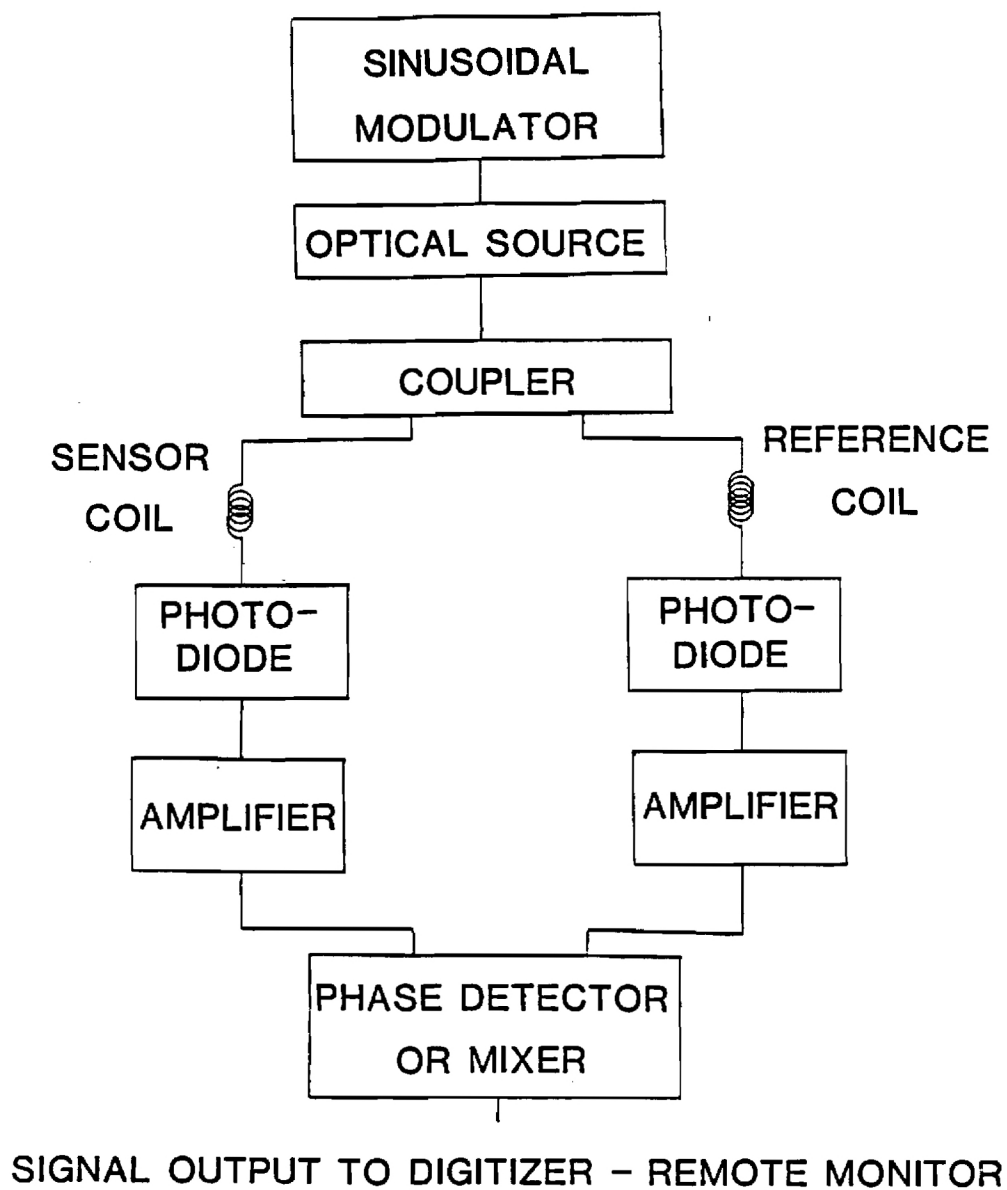 SINUSOIDAL
MODULATOR
OPTICAL SOURCE
COUPLER
SENSOR
COIL
REFERENCE
COIL
PHOTO-
DIODE
PHOTO-
DIODE
AMPLIFIER
AMPLIFIER
PHASE DETECTOR
OR MIXER
SIGNAL OUTPUT TO DIGITIZER - REMOTE MONITOR